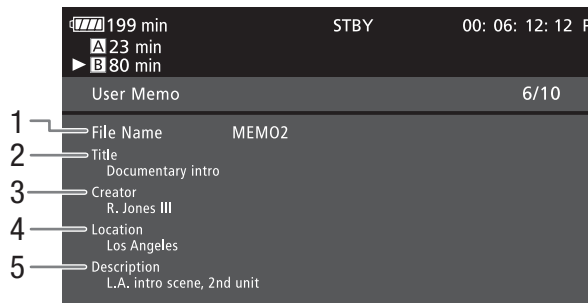 199 min STBY 00: 06: 12: 12 R
A 23 min
B 80 min
User Memo 6/10
1 File Name MEMO2
2 Title
Documentary intro
3 Creator
R. Jones III
4 Location
Los Angeles
5 Description
L.A. intro scene, 2nd unit